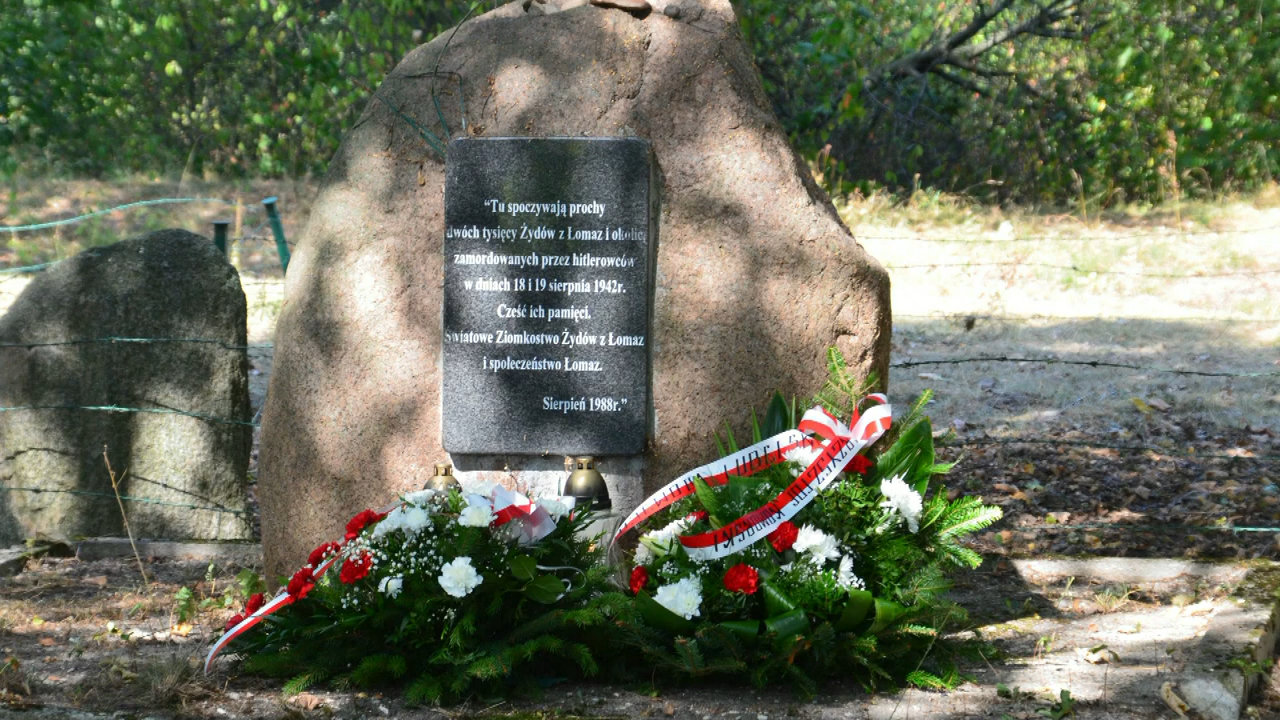 “Tu spoczywają prochy
dwóch tysięcy Żydów z Łomaz i okolicy
zamordowanych przez hitlerowców
w dniach 18 i 19 sierpnia 1942r.
Cześć ich pamięci.
Światowe Ziomkostwo Żydów z Łomaz
i społeczeństwo Łomaz.
Sierpień 1988r.”